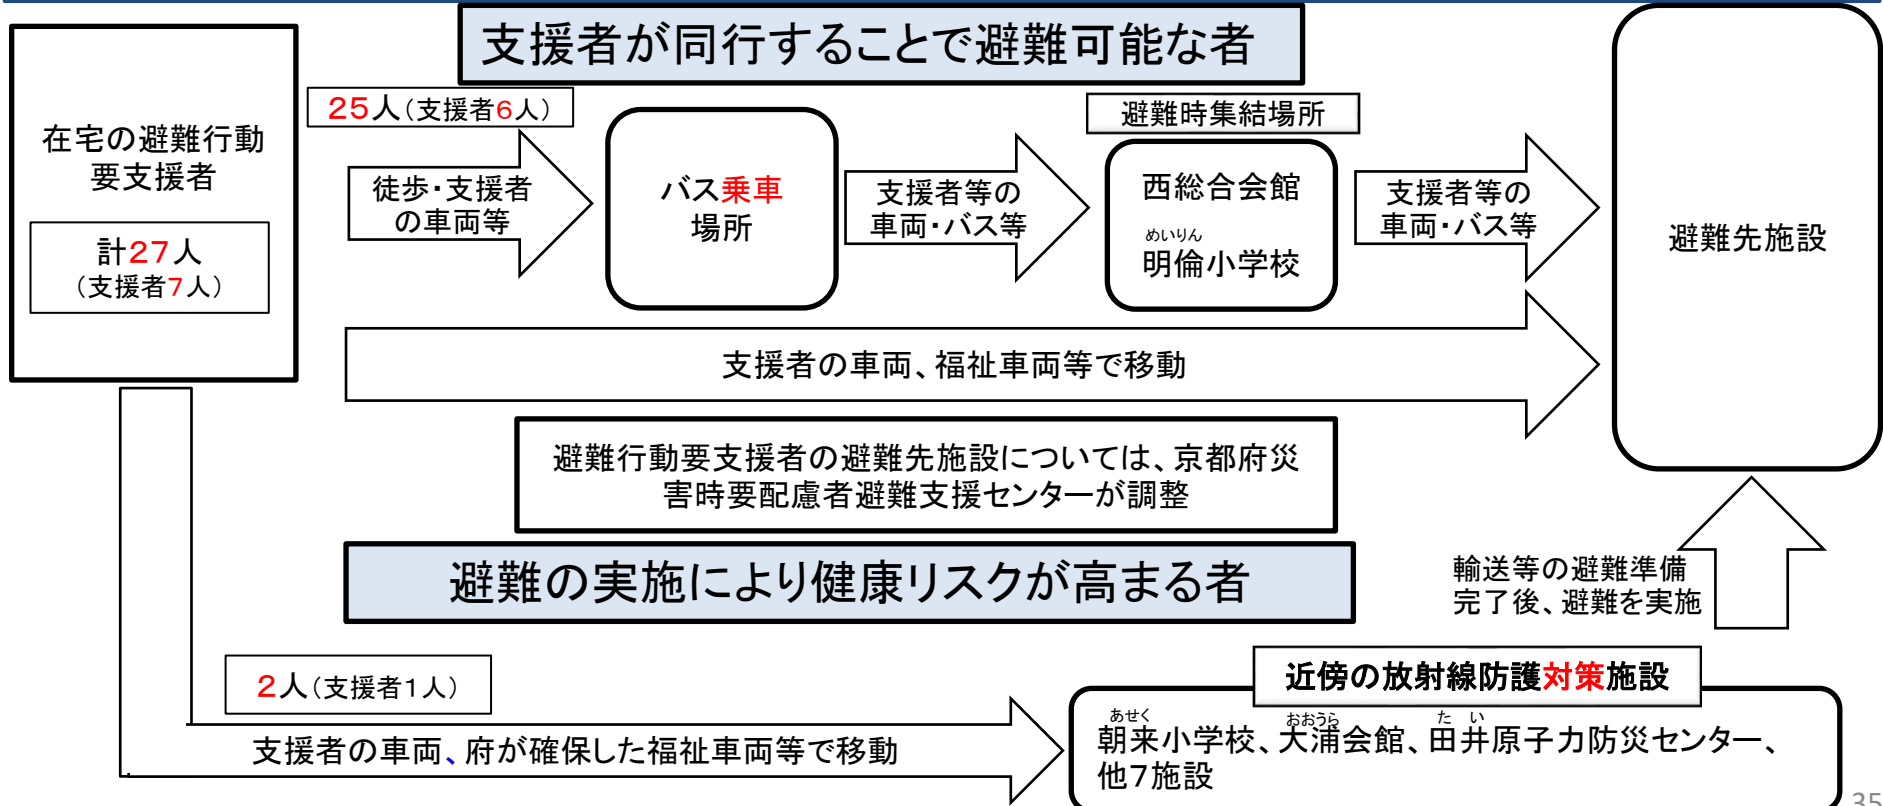 支援者が同行することで避難可能な者
在宅の避難行動
要支援者
計27人
(支援者7人)
25人(支援者6人)
徒歩・支援者
の車両等
バス乗車
場所
支援者等の
車両・バス等
避難時集結場所
西総合会館
めいりん
明倫小学校
支援者等の
車両・バス等
避難先施設
支援者の車両、福祉車両等で移動
避難行動要支援者の避難先施設については、京都府災
害時要配慮者避難支援センターが調整
避難の実施により健康リスクが高まる者
輸送等の避難準備
完了後、避難を実施
2人(支援者1人)
支援者の車両、府が確保した福祉車両等で移動
近傍の放射線防護対策施設
あせく おおうら たい
朝来小学校、大浦会館、田井原子力防災センター、
他7施設
35